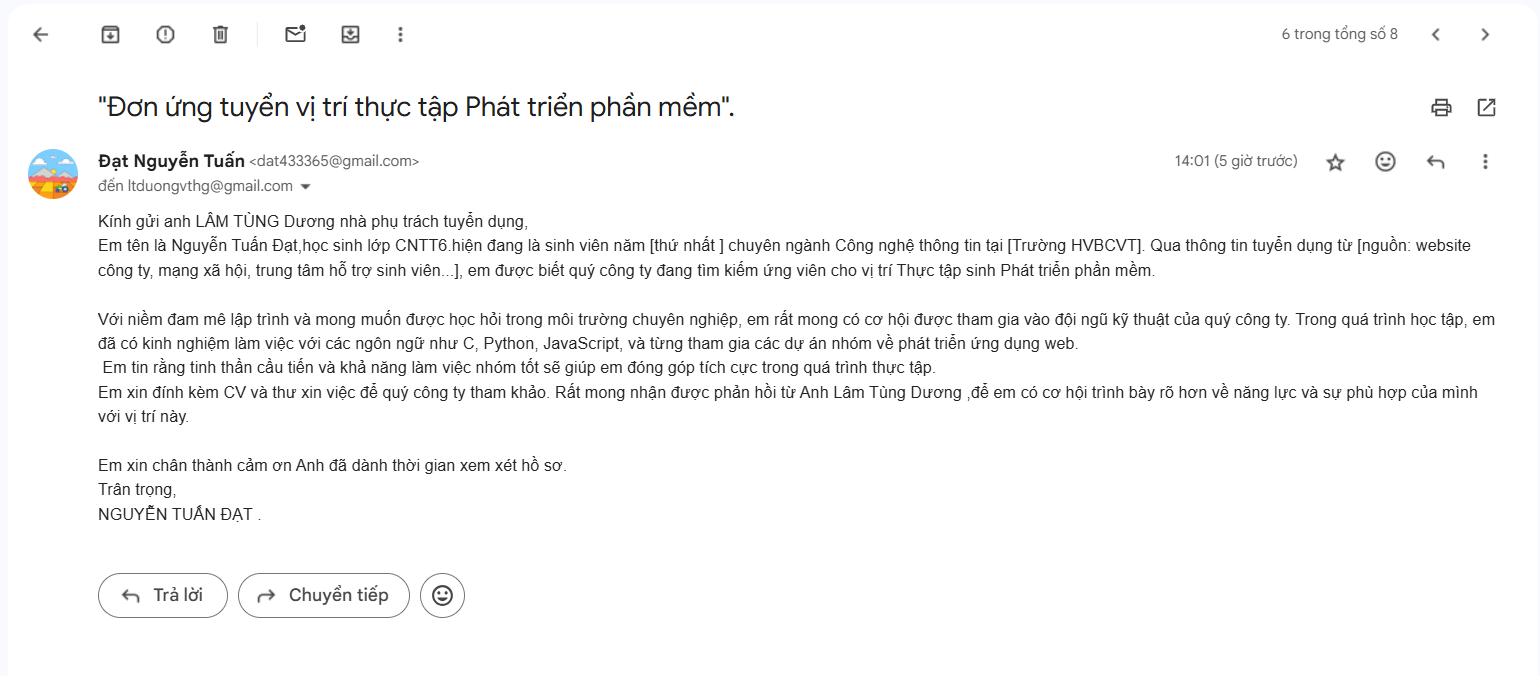 6 trong tổng số 8
"Đơn ứng tuyển vị trí thực tập Phát triển phần mềm".
Đạt Nguyễn Tuấn <dat433365@gmail.com>
14:01 (5 giờ trước)
đến ltduongvthg@gmail.com
Kính gửi anh LÂM TÙNG Dương nhà phụ trách tuyển dụng,
Em tên là Nguyễn Tuấn Đạt,học sinh lớp CNTT6.hiện đang là sinh viên năm [thứ nhất ] chuyên ngành Công nghệ thông tin tại [Trường HVBCVT]. Qua thông tin tuyển dụng từ [nguồn: website
công ty, mạng xã hội, trung tâm hỗ trợ sinh viên...], em được biết quý công ty đang tìm kiếm ứng viên cho vị trí Thực tập sinh Phát triển phần mềm.
Với niềm đam mê lập trình và mong muốn được học hỏi trong môi trường chuyên nghiệp, em rất mong có cơ hội được tham gia vào đội ngũ kỹ thuật của quý công ty. Trong quá trình học tập, em
đã có kinh nghiệm làm việc với các ngôn ngữ như C, Python, JavaScript, và từng tham gia các dự án nhóm về phát triển ứng dụng web.
Em tin rằng tinh thần cầu tiến và khả năng làm việc nhóm tốt sẽ giúp em đóng góp tích cực trong quá trình thực tập.
Em xin đính kèm CV và thư xin việc để quý công ty tham khảo. Rất mong nhận được phản hồi từ Anh Lâm Tùng Dương ,để em có cơ hội trình bày rõ hơn về năng lực và sự phù hợp của mình
với vị trí này.
Em xin chân thành cảm ơn Anh đã dành thời gian xem xét hồ sơ.
Trân trọng,
NGUYỄN TUẤN ĐẠT .
Trả lời
Chuyển tiếp